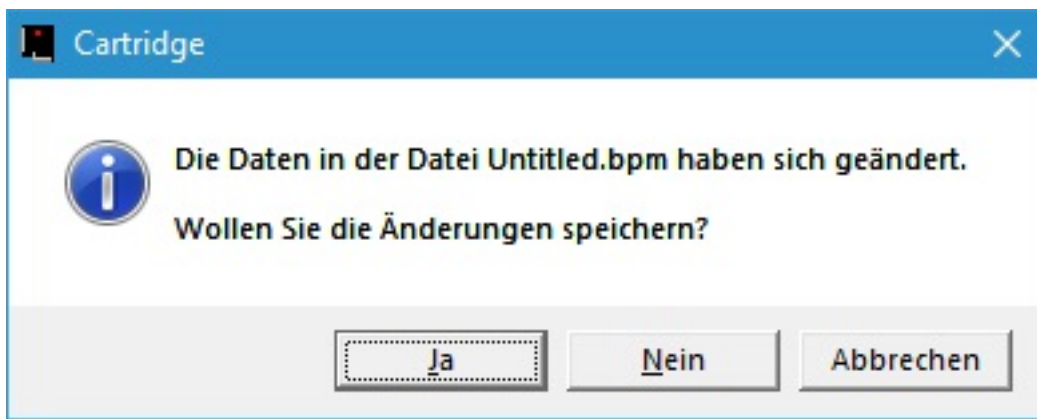 Cartridge
Die Daten in der Datei Untitled.bpm haben sich geändert.
Wollen Sie die Änderungen speichern?
Ja Nein Abbrechen